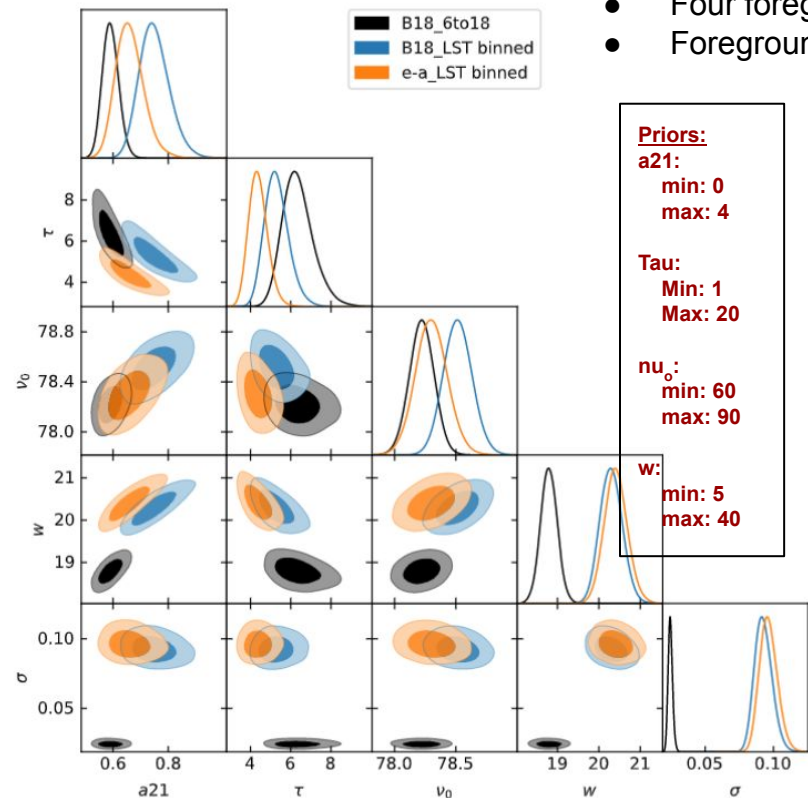 ● Four foreg
● Foregroun
B18_6to18
B18_LST binned
e-a_LST binned
Priors:
a21:
min: 0
max: 4
Tau:
Min: 1
Max: 20
nu_o:
min: 60
max: 90
w:
min: 5
max: 40
τ
8
6
4
ν₀
78.8
78.4
78.0
w
21
20
19
σ
0.10
0.05
0.6 0.8
4 6 8
78.0 78.5
19 20 21
0.05 0.10
a21 τ ν₀ w σ